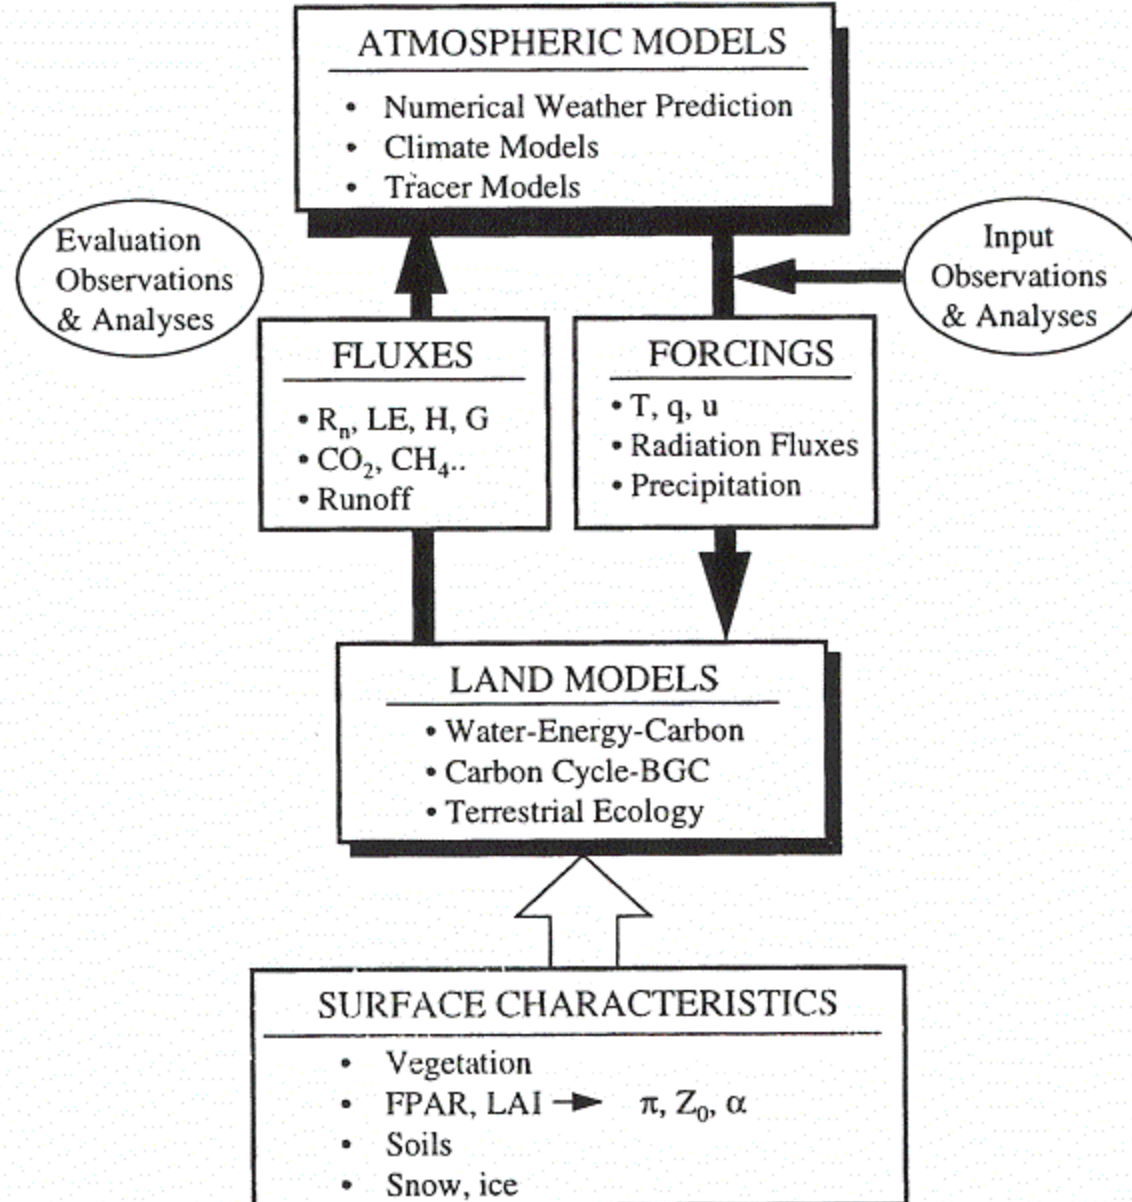 ATMOSPHERIC MODELS
• Numerical Weather Prediction
• Climate Models
• Tracer Models
Evaluation
Observations
& Analyses
Input
Observations
& Analyses
FLUXES
• Rₙ, LE, H, G
• CO₂, CH₄..
• Runoff
FORCINGS
• T, q, u
• Radiation Fluxes
• Precipitation
LAND MODELS
• Water-Energy-Carbon
• Carbon Cycle-BGC
• Terrestrial Ecology
SURFACE CHARACTERISTICS
• Vegetation
• FPAR, LAI → π, Z₀, α
• Soils
• Snow, ice